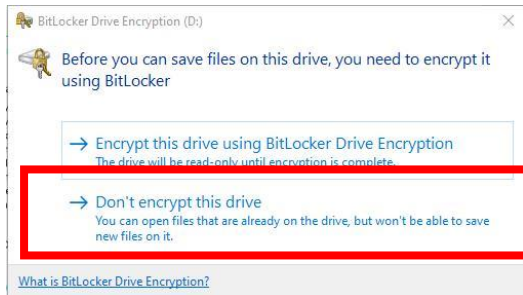 BitLocker Drive Encryption (D:)
Before you can save files on this drive, you need to encrypt it
using BitLocker
Encrypt this drive using BitLocker Drive Encryption
The drive will be read-only until encryption is complete.
Don't encrypt this drive
You can open files that are already on the drive, but won't be able to save
new files on it.
What is BitLocker Drive Encryption?